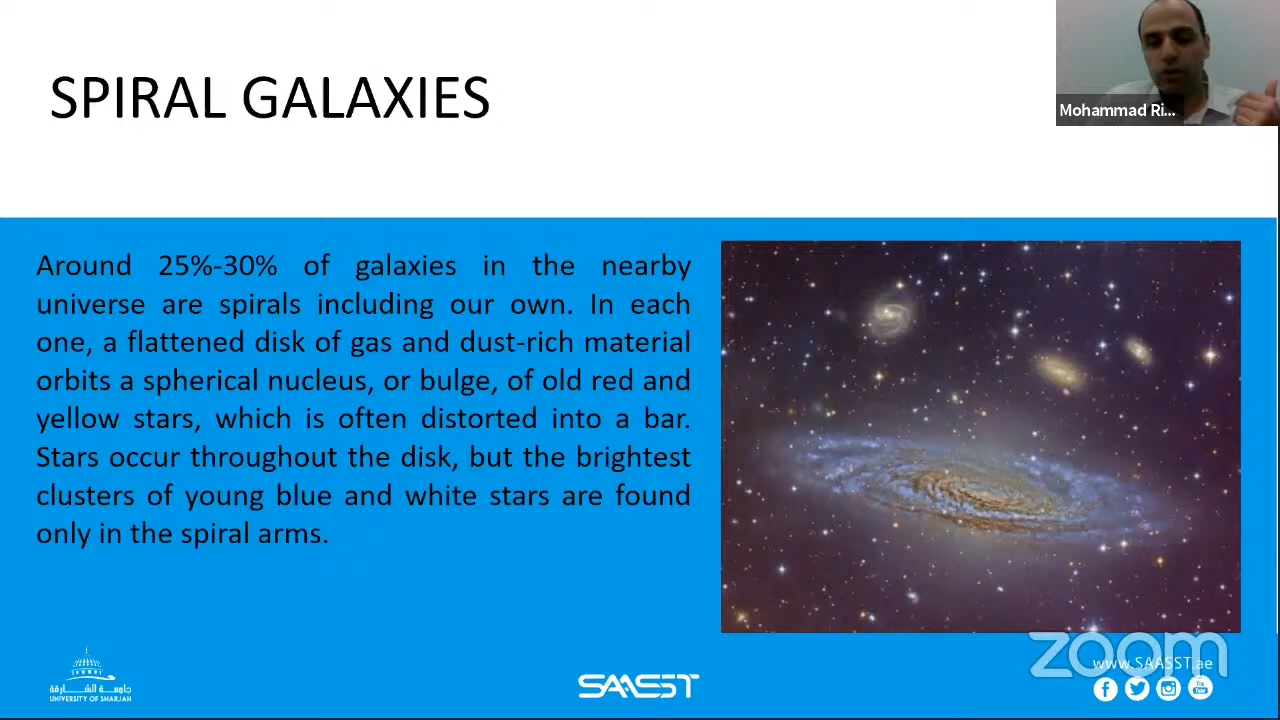 SPIRAL GALAXIES
Mohammad Ri...
Around 25%-30% of galaxies in the nearby
universe are spirals including our own. In each
one, a flattened disk of gas and dust-rich material
orbits a spherical nucleus, or bulge, of old red and
yellow stars, which is often distorted into a bar.
Stars occur throughout the disk, but the brightest
clusters of young blue and white stars are found
only in the spiral arms.
zoom
www.SAASST.ae
جامعة الشارقة
UNIVERSITY OF SHARJAH
SAASST
You
Tube